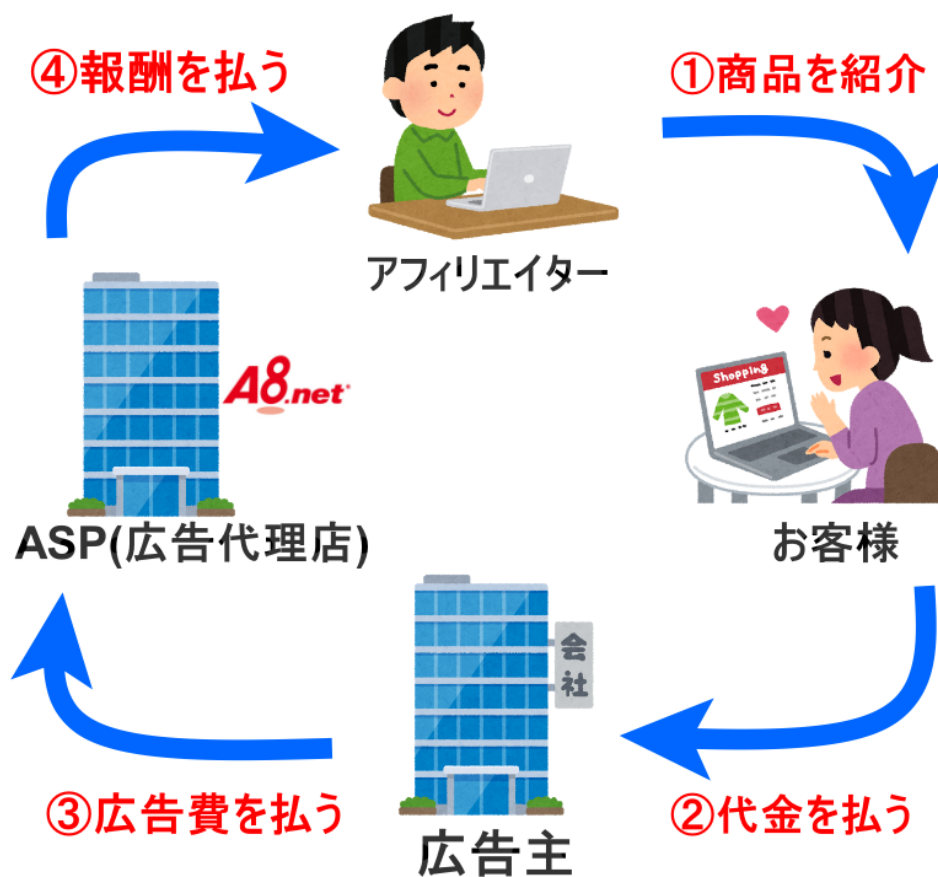 ④報酬を払う
①商品を紹介
アフィリエイター
Shopping
A8.net
ASP(広告代理店)
お客様
会社
③広告費を払う
②代金を払う
広告主